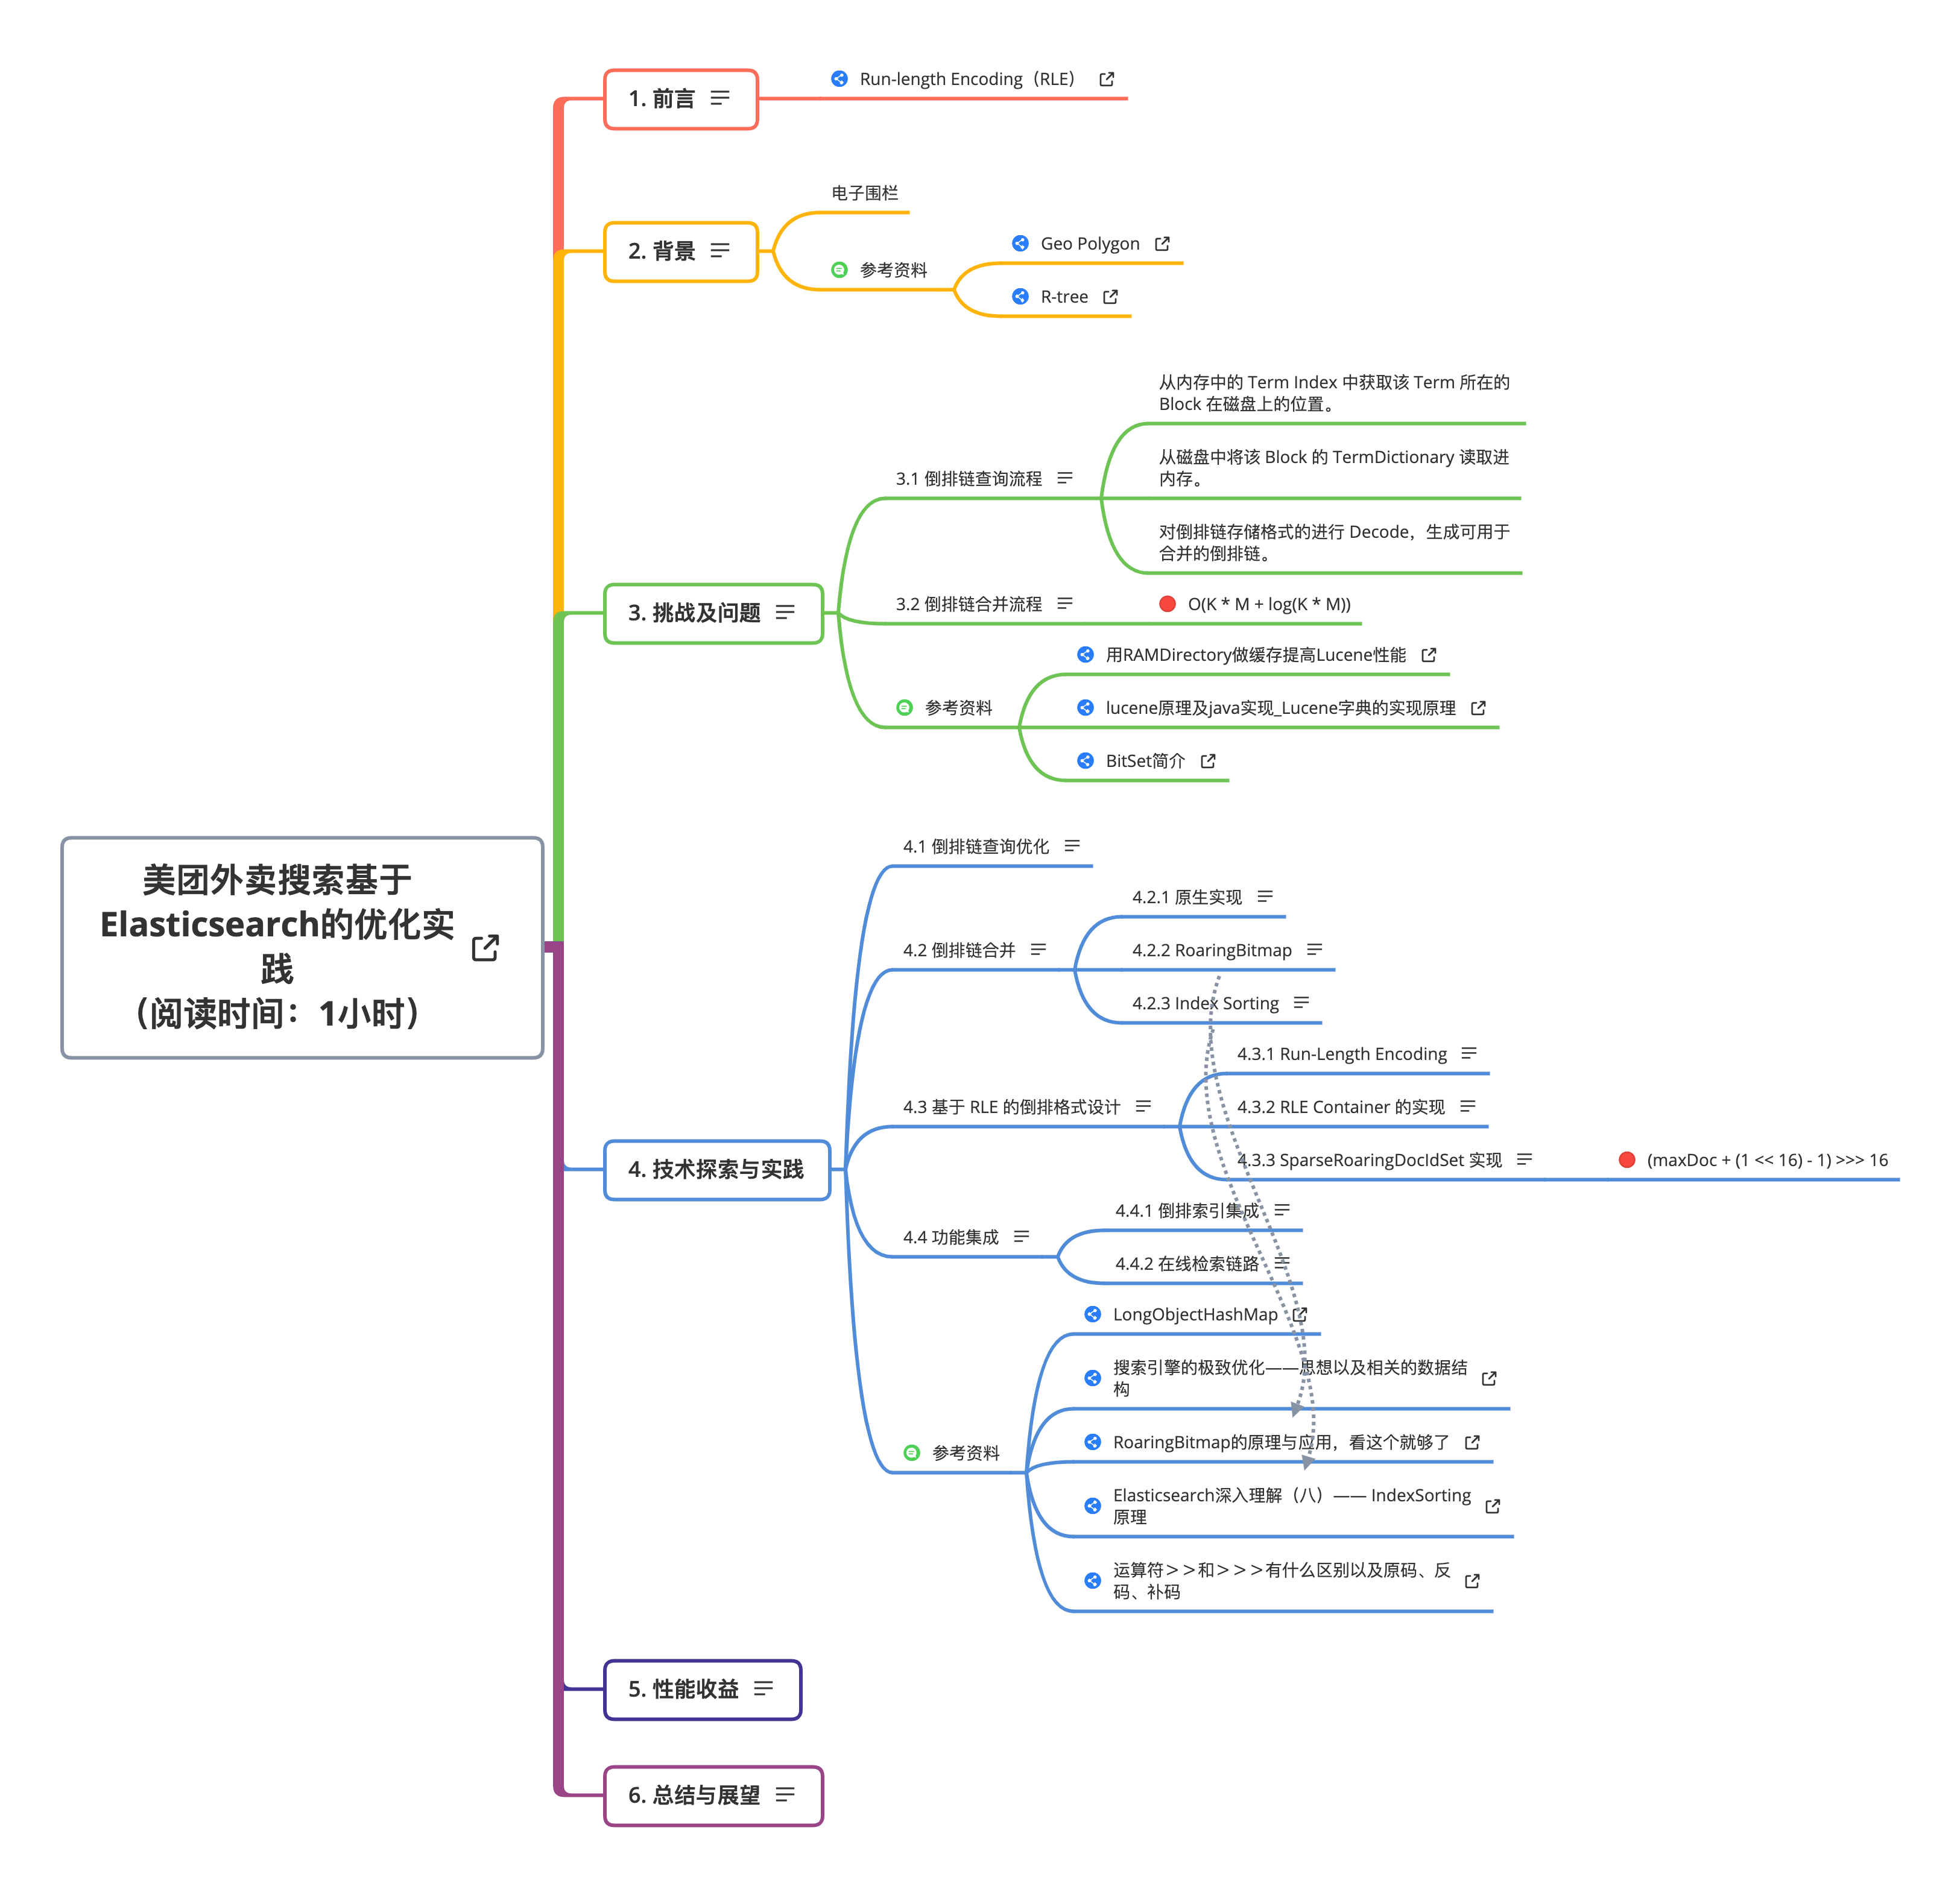 美团外卖搜索基于
Elasticsearch的优化实
践
（阅读时间：1小时）
1. 前言
Run-length Encoding（RLE）
2. 背景
电子围栏
参考资料
Geo Polygon
R-tree
3. 挑战及问题
3.1 倒排链查询流程
从内存中的 Term Index 中获取该 Term 所在的
Block 在磁盘上的位置。
从磁盘中将该 Block 的 TermDictionary 读取进
内存。
对倒排链存储格式的进行 Decode，生成可用于
合并的倒排链。
3.2 倒排链合并流程
O(K * M + log(K * M))
参考资料
用RAMDirectory做缓存提高Lucene性能
lucene原理及java实现_Lucene字典的实现原理
BitSet简介
4. 技术探索与实践
4.1 倒排链查询优化
4.2 倒排链合并
4.2.1 原生实现
4.2.2 RoaringBitmap
4.2.3 Index Sorting
4.3 基于 RLE 的倒排格式设计
4.3.1 Run-Length Encoding
4.3.2 RLE Container 的实现
4.3.3 SparseRoaringDocIdSet 实现
(maxDoc + (1 << 16) - 1) >>> 16
4.4 功能集成
4.4.1 倒排索引集成
4.4.2 在线检索链路
参考资料
LongObjectHashMap
搜索引擎的极致优化——思想以及相关的数据结
构
RoaringBitmap的原理与应用，看这个就够了
Elasticsearch深入理解（八）—— IndexSorting
原理
运算符＞＞和＞＞＞有什么区别以及原码、反
码、补码
5. 性能收益
6. 总结与展望